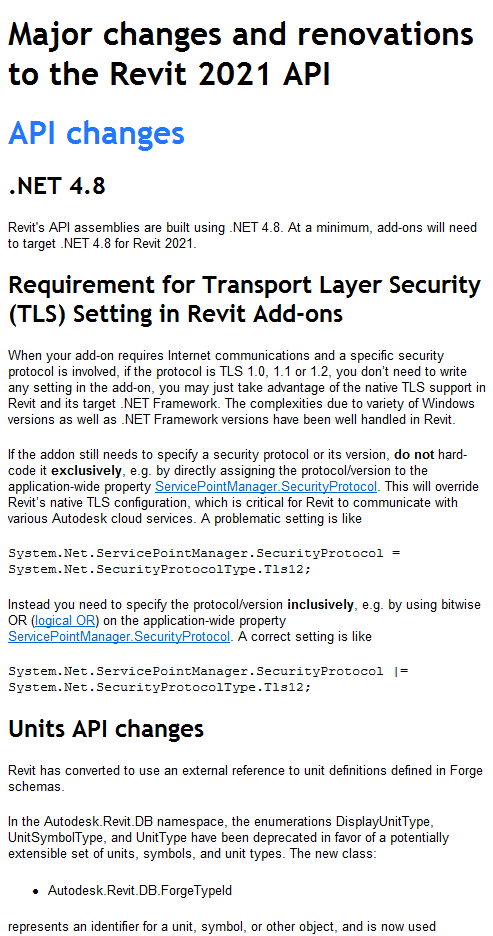 Major changes and renovations
to the Revit 2021 API
API changes
.NET 4.8
Revit's API assemblies are built using .NET 4.8. At a minimum, add-ons will need
to target .NET 4.8 for Revit 2021.
Requirement for Transport Layer Security
(TLS) Setting in Revit Add-ons
When your add-on requires Internet communications and a specific security
protocol is involved, if the protocol is TLS 1.0, 1.1 or 1.2, you don’t need to write
any setting in the add-on, you may just take advantage of the native TLS support in
Revit and its target .NET Framework. The complexities due to variety of Windows
versions as well as .NET Framework versions have been well handled in Revit.
If the addon still needs to specify a security protocol or its version, do not hard-
code it exclusively, e.g. by directly assigning the protocol/version to the
application-wide property ServicePointManager.SecurityProtocol. This will override
Revit’s native TLS configuration, which is critical for Revit to communicate with
various Autodesk cloud services. A problematic setting is like
System.Net.ServicePointManager.SecurityProtocol =
System.Net.SecurityProtocolType.Tls12;
Instead you need to specify the protocol/version inclusively, e.g. by using bitwise
OR (logical OR) on the application-wide property
ServicePointManager.SecurityProtocol. A correct setting is like
System.Net.ServicePointManager.SecurityProtocol |=
System.Net.SecurityProtocolType.Tls12;
Units API changes
Revit has converted to use an external reference to unit definitions defined in Forge
schemas.
In the Autodesk.Revit.DB namespace, the enumerations DisplayUnitType,
UnitSymbolType, and UnitType have been deprecated in favor of a potentially
extensible set of units, symbols, and unit types. The new class:
• Autodesk.Revit.DB.ForgeTypeId
represents an identifier for a unit, symbol, or other object, and is now used